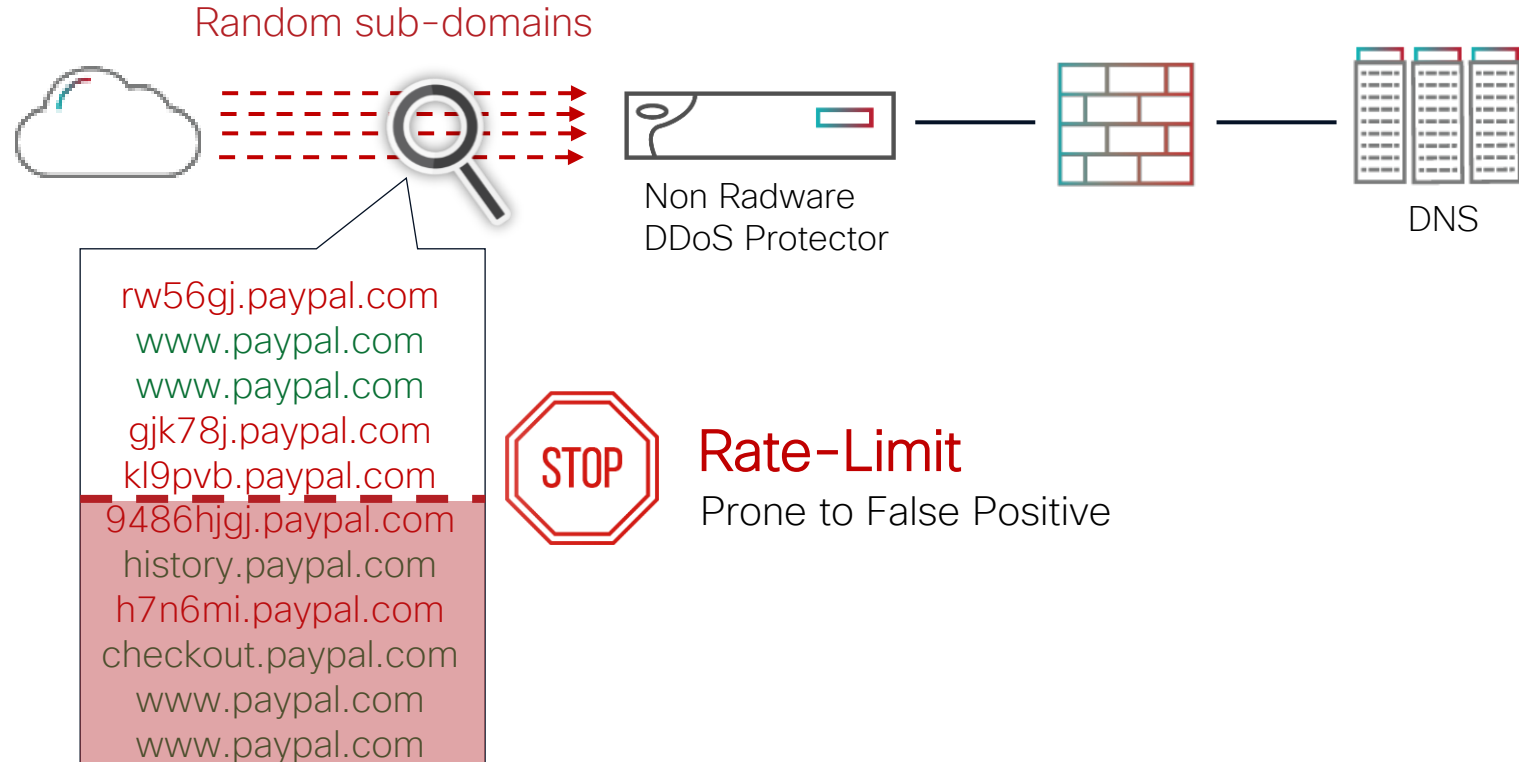 Random sub-domains
Non Radware
DDoS Protector
DNS
rw56gj.paypal.com
www.paypal.com
www.paypal.com
gjk78j.paypal.com
kl9pvb.paypal.com
9486hjgj.paypal.com
history.paypal.com
h7n6mi.paypal.com
checkout.paypal.com
www.paypal.com
www.paypal.com
STOP
Rate-Limit
Prone to False Positive